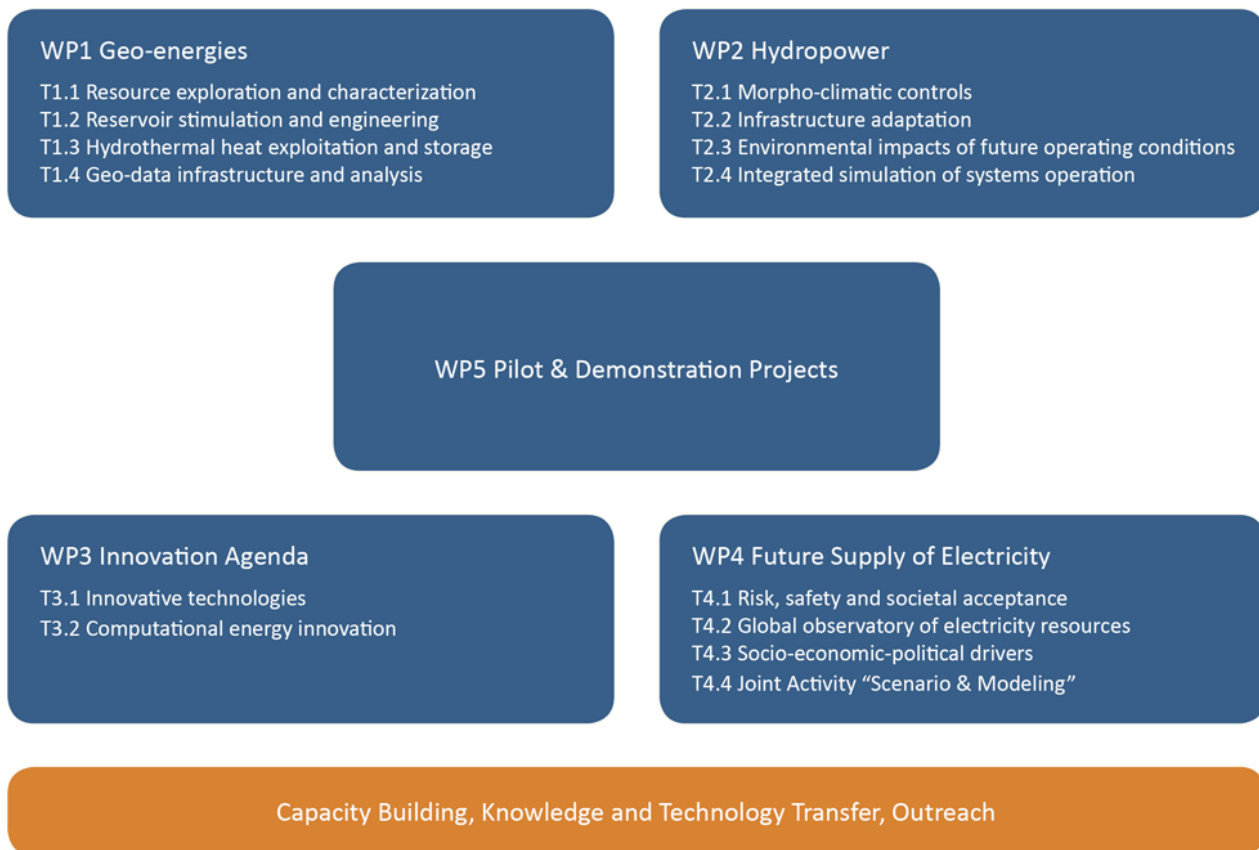 WP1 Geo-energies
T1.1 Resource exploration and characterization
T1.2 Reservoir stimulation and engineering
T1.3 Hydrothermal heat exploitation and storage
T1.4 Geo-data infrastructure and analysis
WP2 Hydropower
T2.1 Morpho-climatic controls
T2.2 Infrastructure adaptation
T2.3 Environmental impacts of future operating conditions
T2.4 Integrated simulation of systems operation
WP5 Pilot & Demonstration Projects
WP3 Innovation Agenda
T3.1 Innovative technologies
T3.2 Computational energy innovation
WP4 Future Supply of Electricity
T4.1 Risk, safety and societal acceptance
T4.2 Global observatory of electricity resources
T4.3 Socio-economic-political drivers
T4.4 Joint Activity “Scenario & Modeling”
Capacity Building, Knowledge and Technology Transfer, Outreach